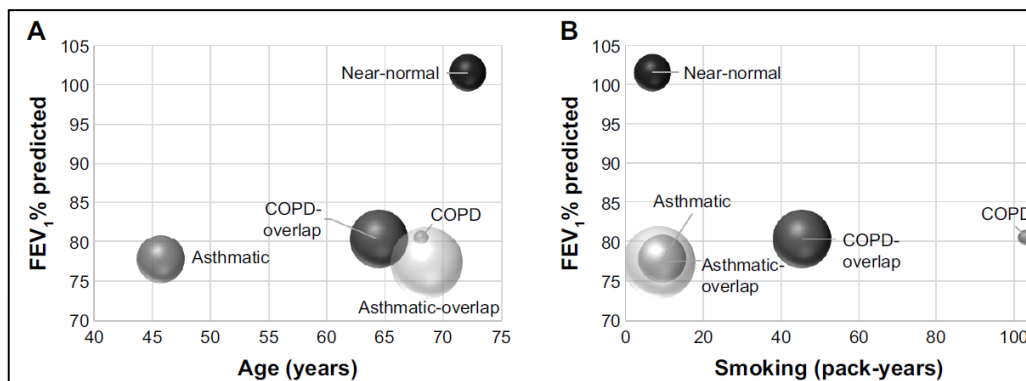 A
FEV1% predicted
105
100
95
90
85
80
75
70
40 45 50 55 60 65 70 75
Age (years)
Near-normal
COPD-
overlap
COPD
Asthmatic
Asthmatic-overlap
B
FEV1% predicted
105
100
95
90
85
80
75
70
0 20 40 60 80 100
Smoking (pack-years)
Near-normal
Asthmatic
Asthmatic-
overlap
COPD-
overlap
COPD